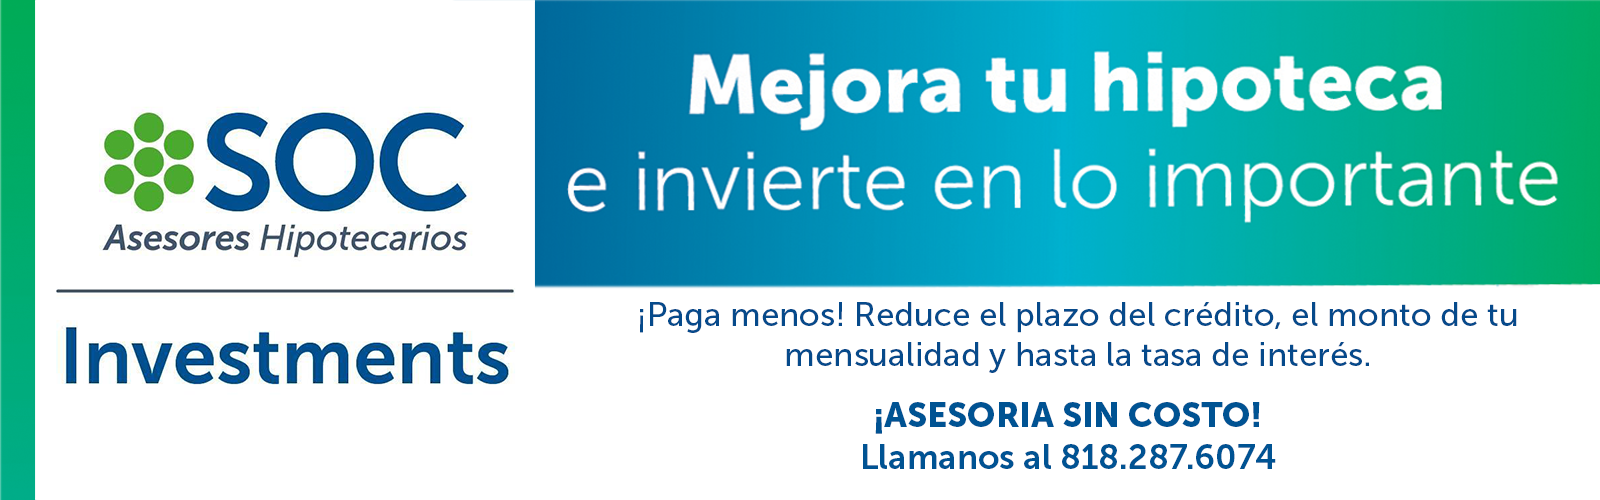 SOC
Asesores Hipotecarios
Investments
Mejora tu hipoteca
e invierte en lo importante
¡Paga menos! Reduce el plazo del crédito, el monto de tu
mensualidad y hasta la tasa de interés.
¡ASESORIA SIN COSTO!
Llamanos al 818.287.6074